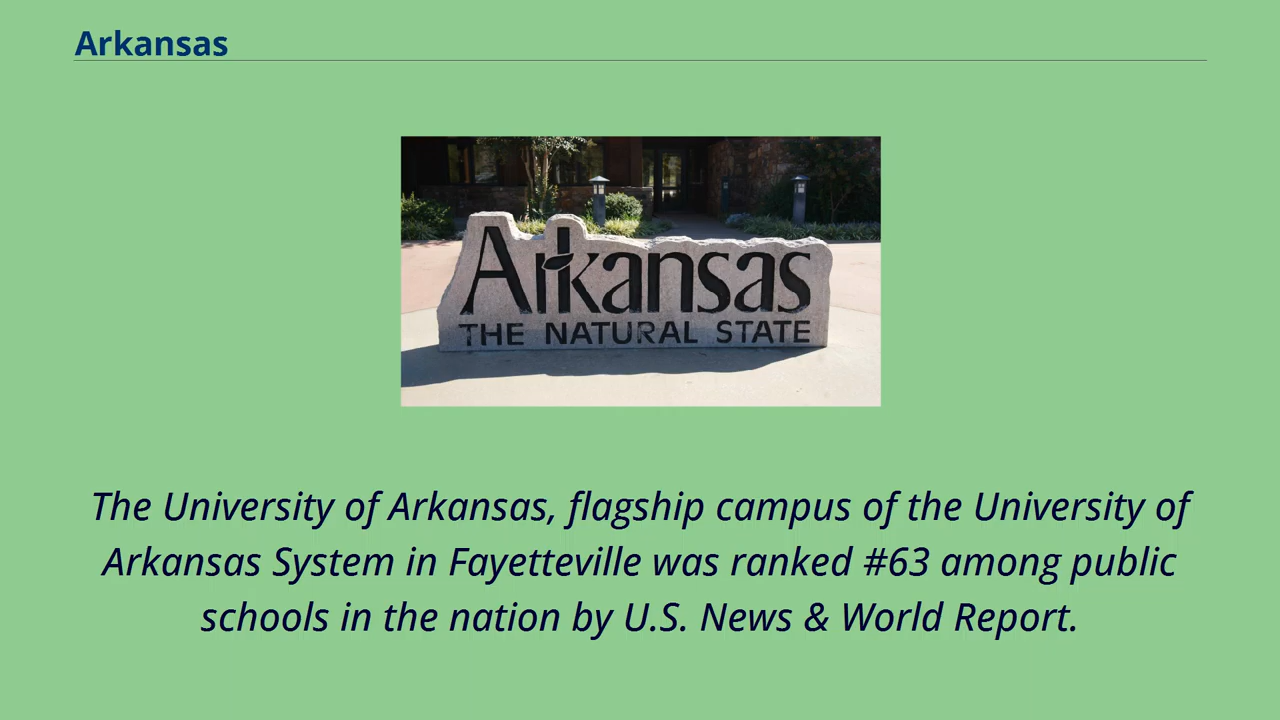 Arkansas
Arkansas
THE NATURAL STATE
The University of Arkansas, flagship campus of the University of
Arkansas System in Fayetteville was ranked #63 among public
schools in the nation by U.S. News & World Report.